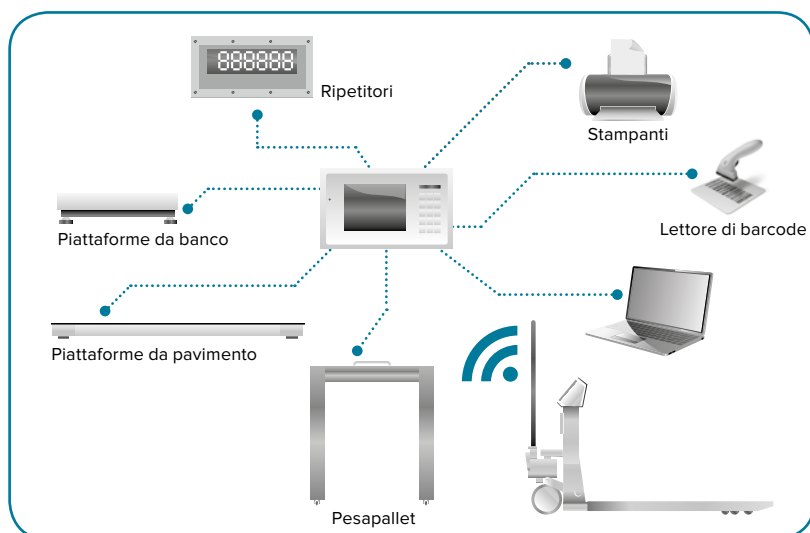 888888
Ripetitori
Stampanti
Piattaforme da banco
Lettore di barcode
Piattaforme da pavimento
Pesapallet